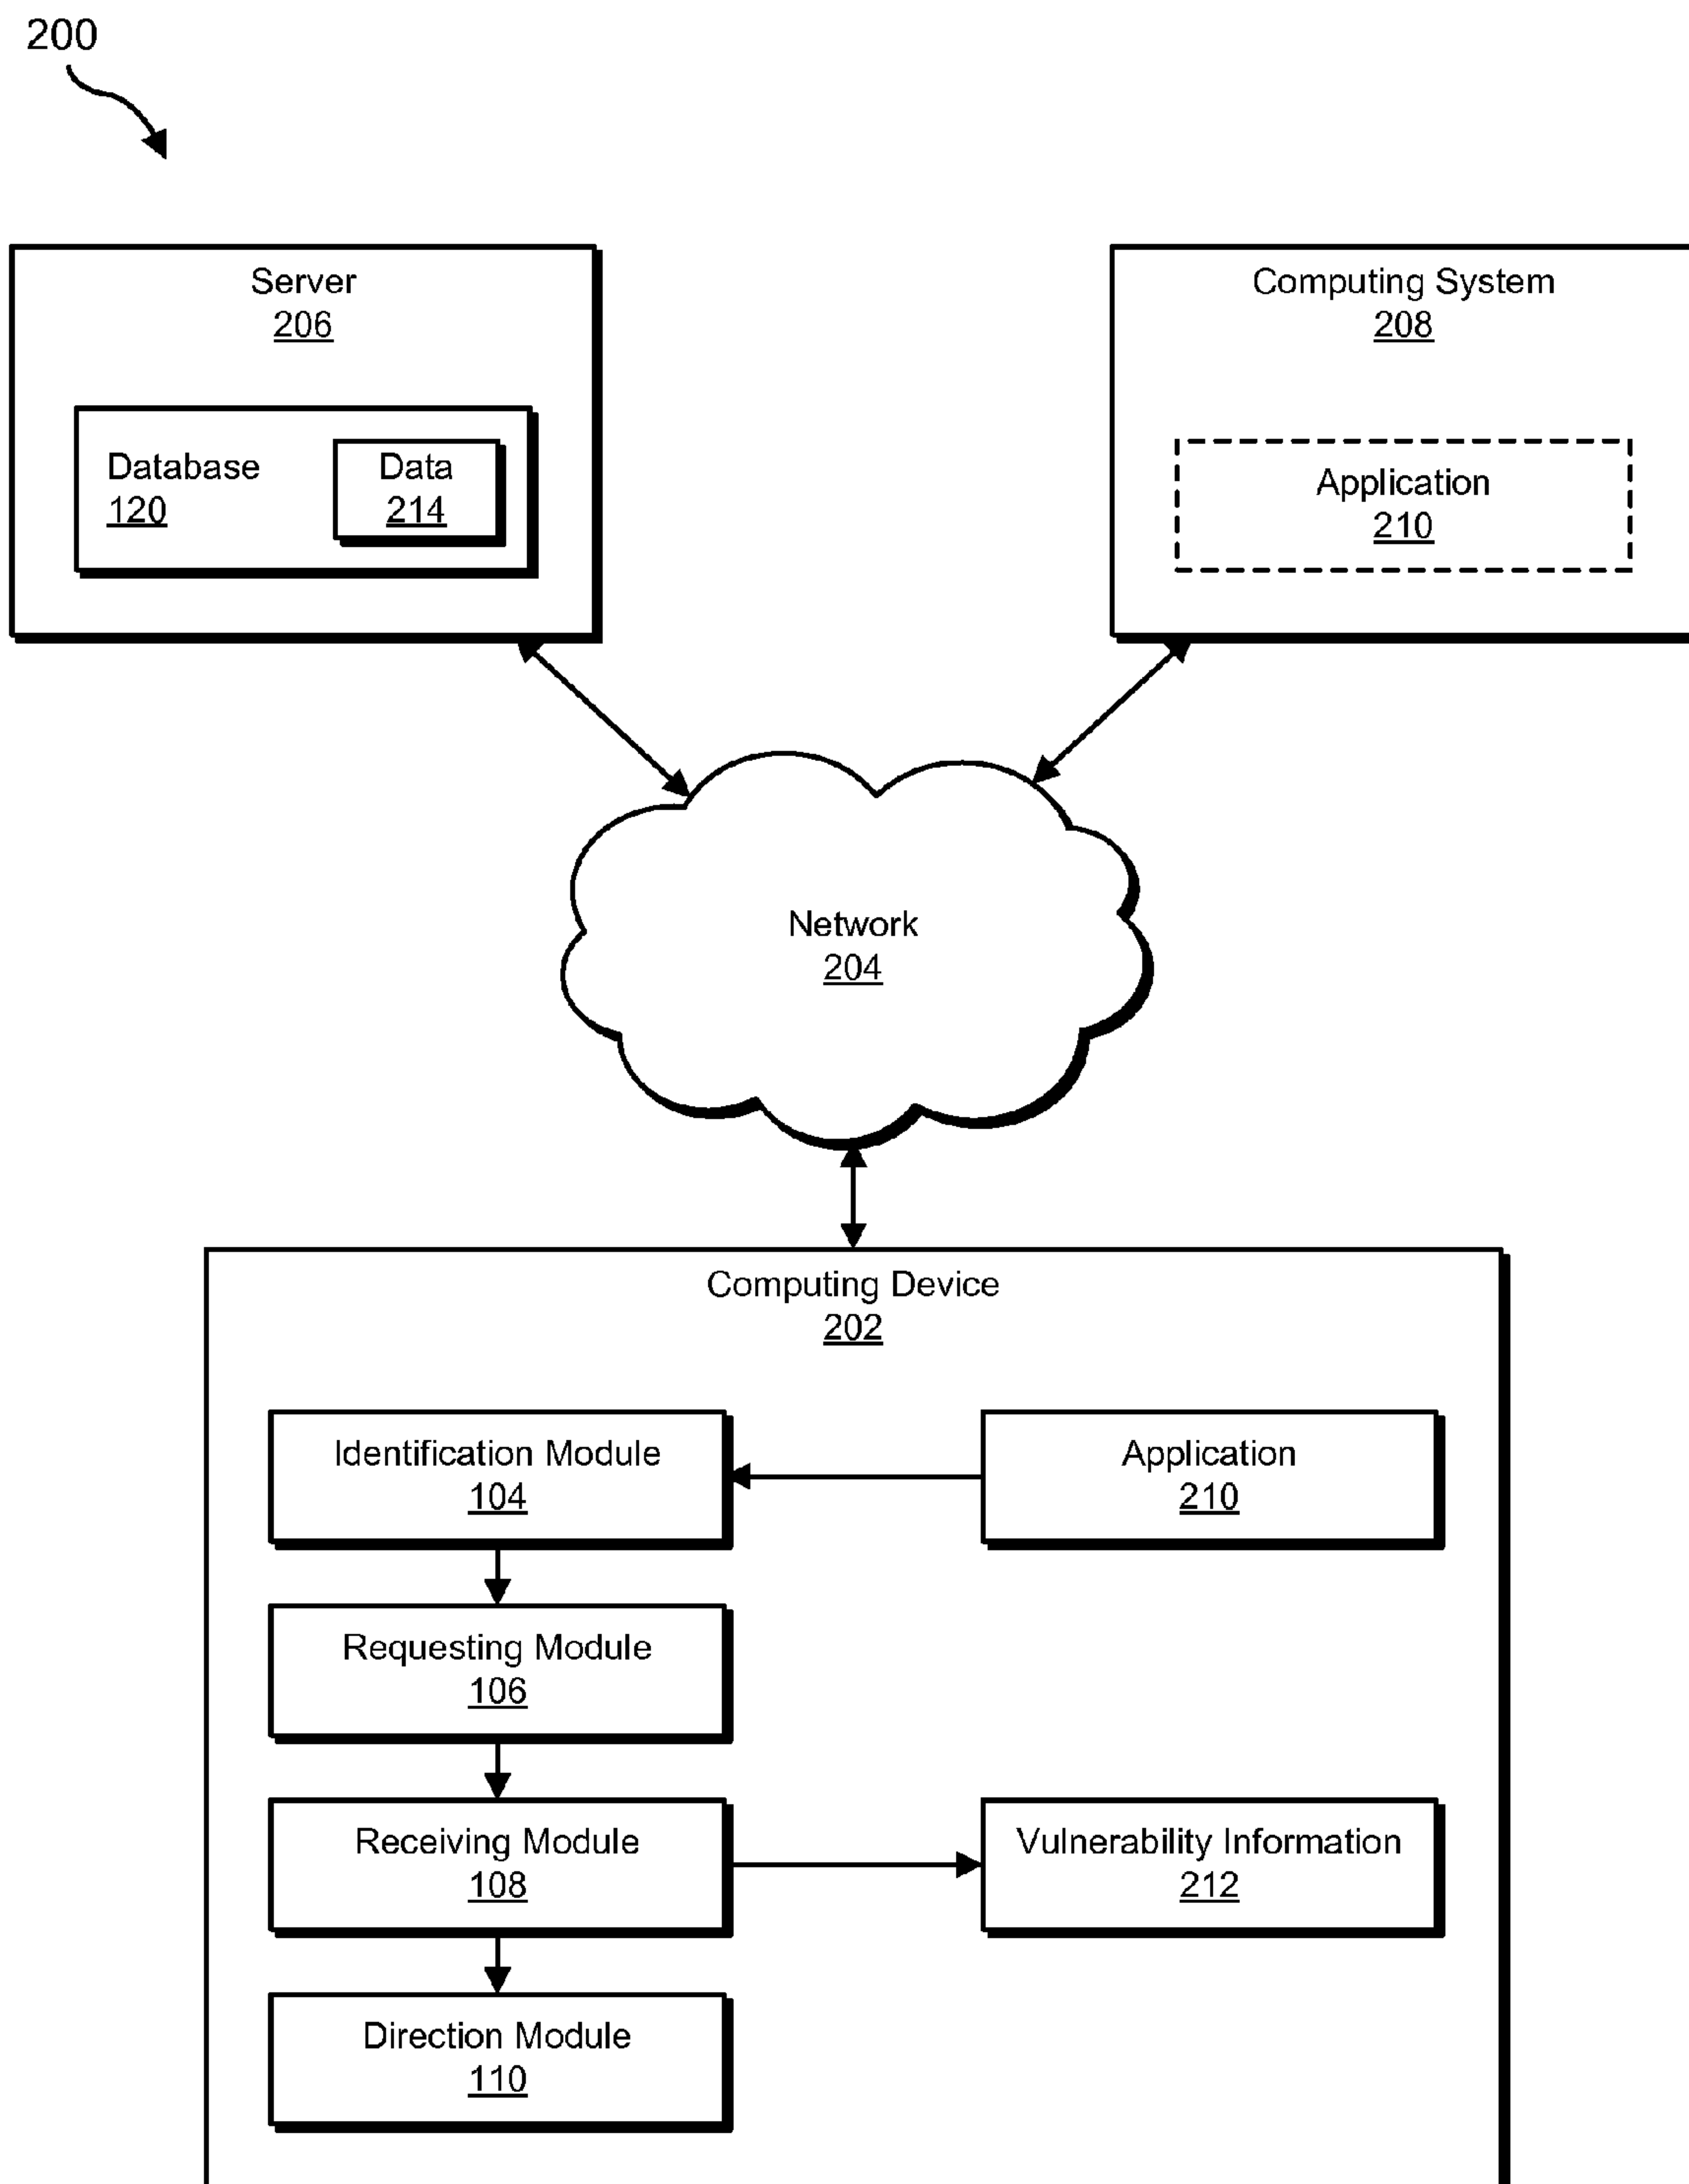 200
Server
206
Database
120
Data
214
Computing System
208
Application
210
Network
204
Computing Device
202
Identification Module
104
Application
210
Requesting Module
106
Receiving Module
108
Vulnerability Information
212
Direction Module
110